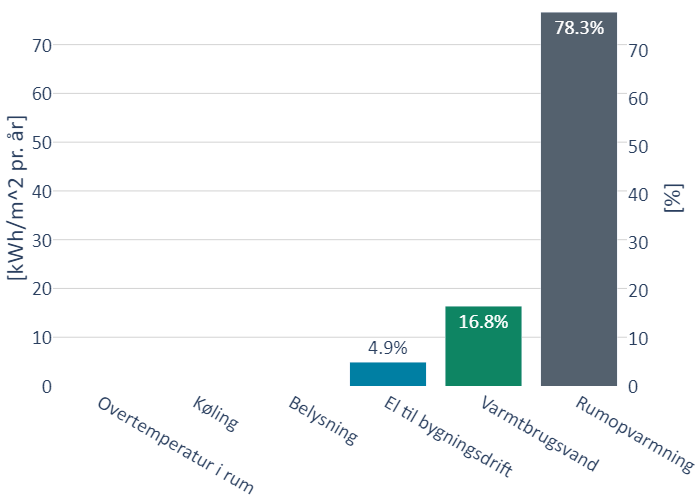 78.3%
70
60
50
40
30
20
10
0
[kWh/m^2 pr. år]
70
60
50
40
30
20
10
0
[%]
16.8%
4.9%
Overtemperatur i rum
Køling
Belysning
El til bygningsdrift
Varmtbrugsvand
Rumopvarmning